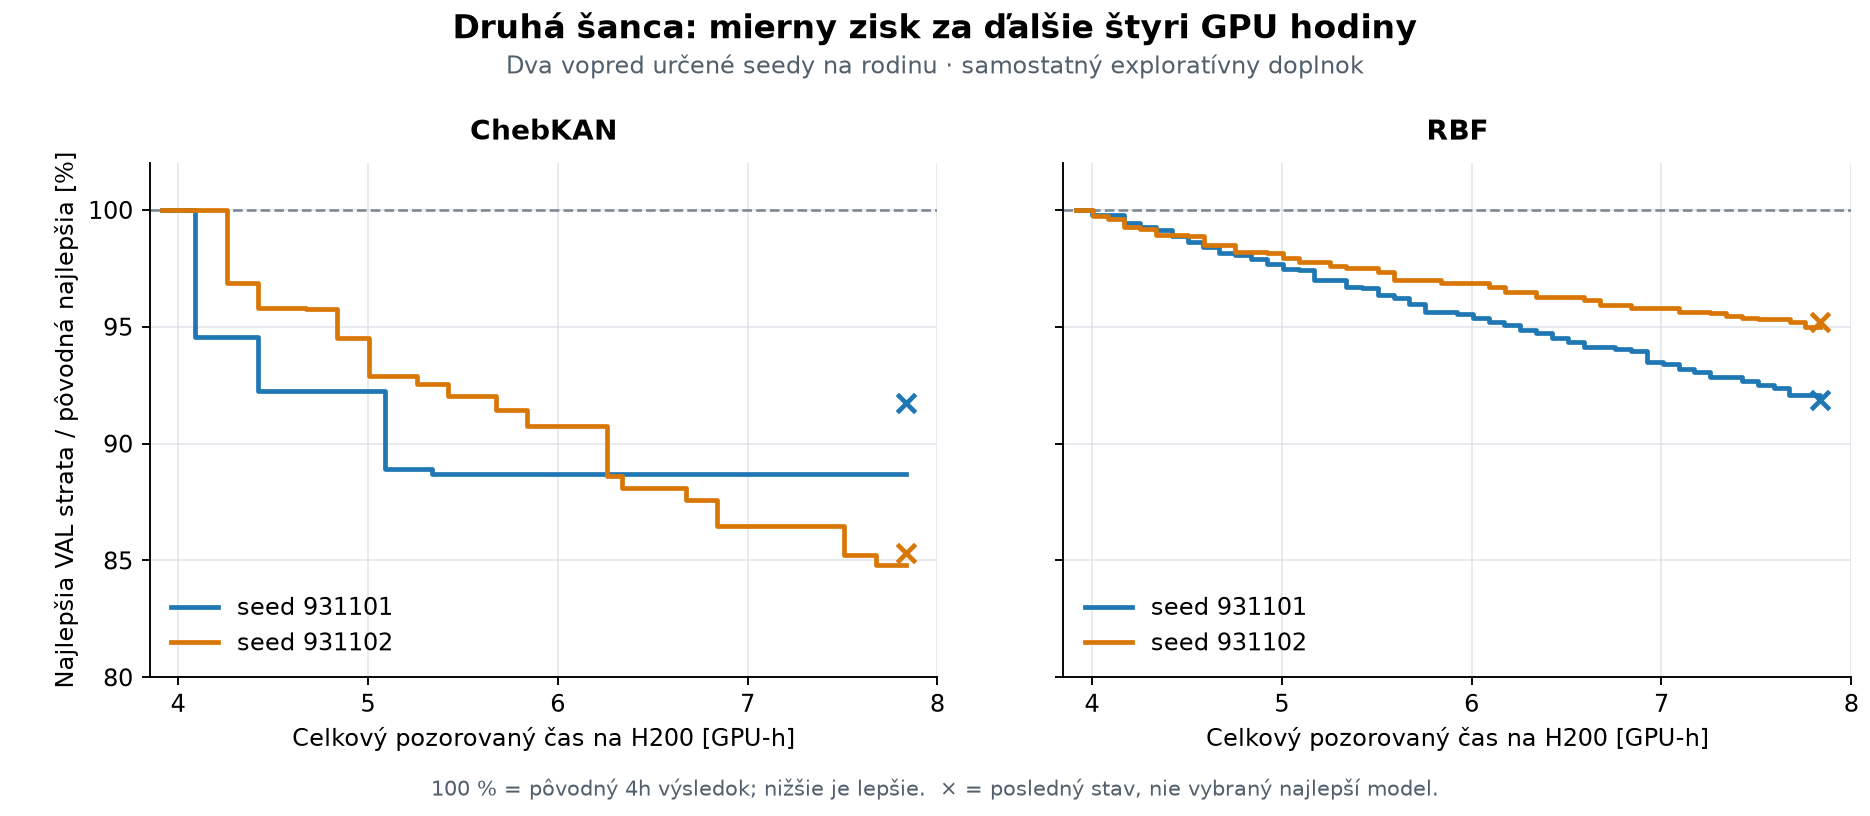 Druhá šanca: mierny zisk za ďalšie štyri GPU hodiny
Dva vopred určené seedy na rodinu · samostatný exploratívny doplnok
ChebKAN
Najlepšia VAL strata / pôvodná najlepšia [%]
100
95
90
85
80
seed 931101
seed 931102
4 5 6 7 8
Celkový pozorovaný čas na H200 [GPU-h]
RBF
seed 931101
seed 931102
4 5 6 7 8
Celkový pozorovaný čas na H200 [GPU-h]
100 % = pôvodný 4h výsledok; nižšie je lepšie. × = posledný stav, nie vybraný najlepší model.